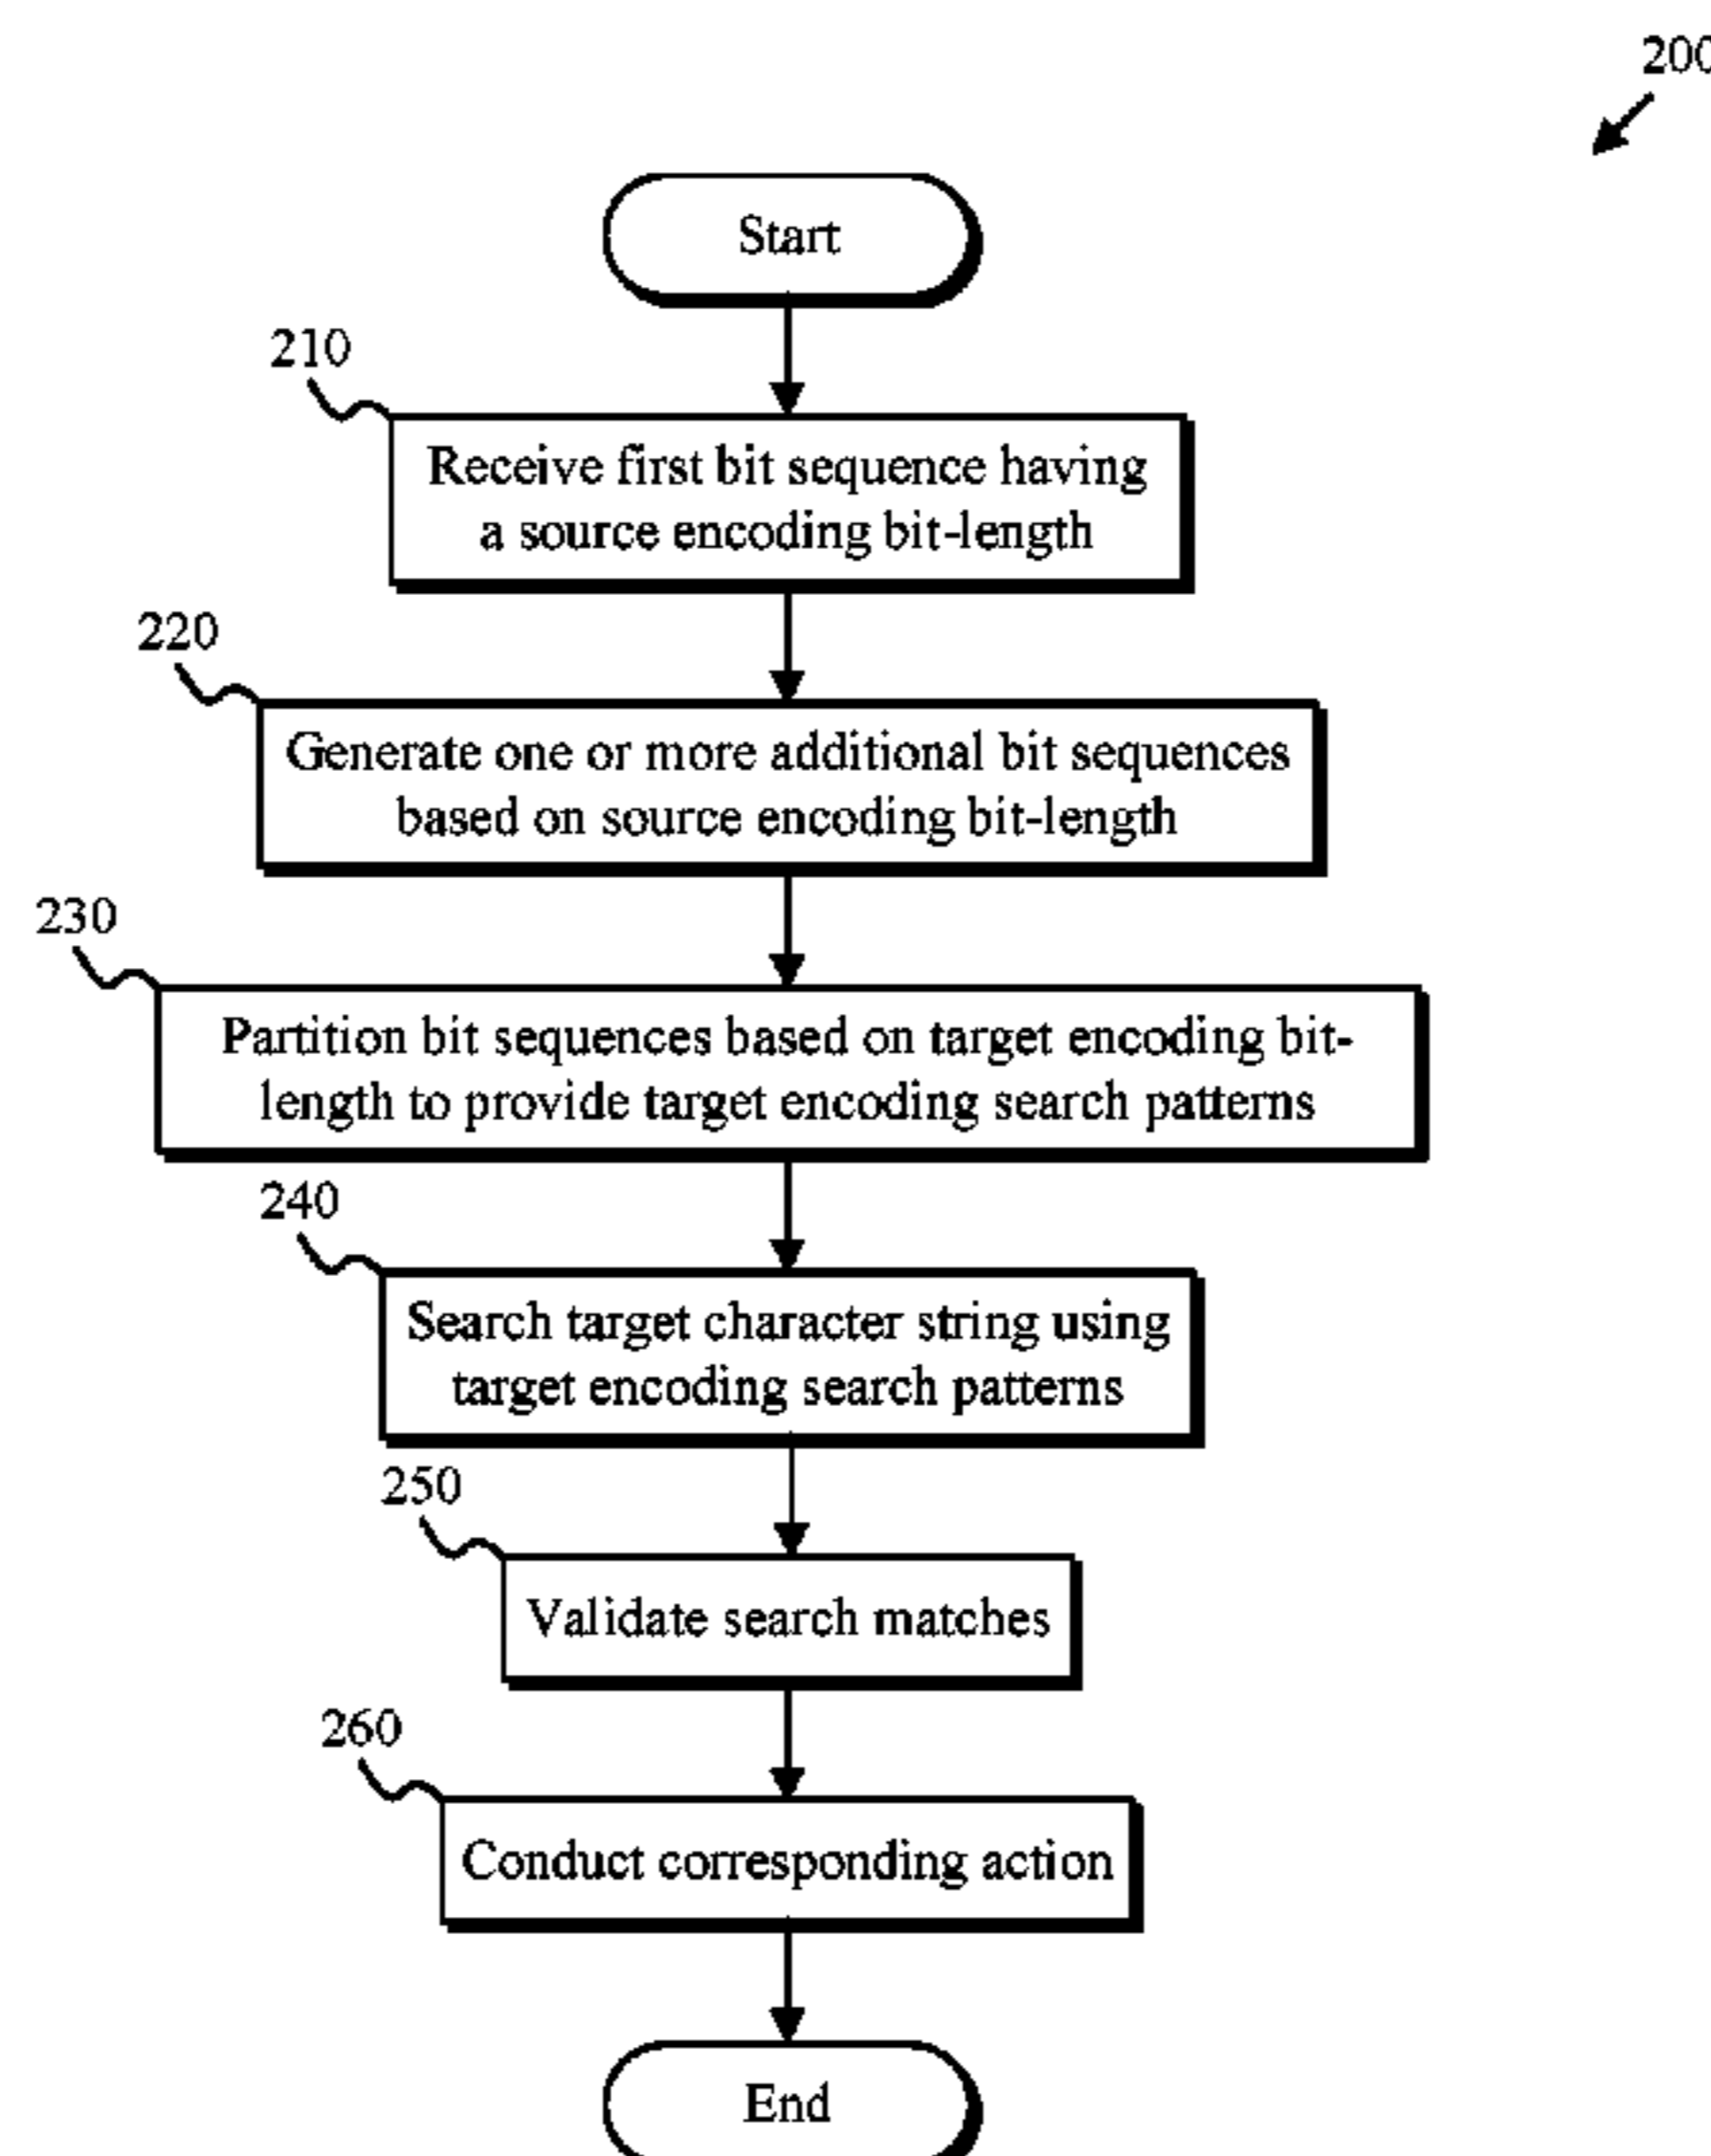 200
Start
210
Receive first bit sequence having
a source encoding bit-length
220
Generate one or more additional bit sequences
based on source encoding bit-length
230
Partition bit sequences based on target encoding bit-
length to provide target encoding search patterns
240
Search target character string using
target encoding search patterns
250
Validate search matches
260
Conduct corresponding action
End